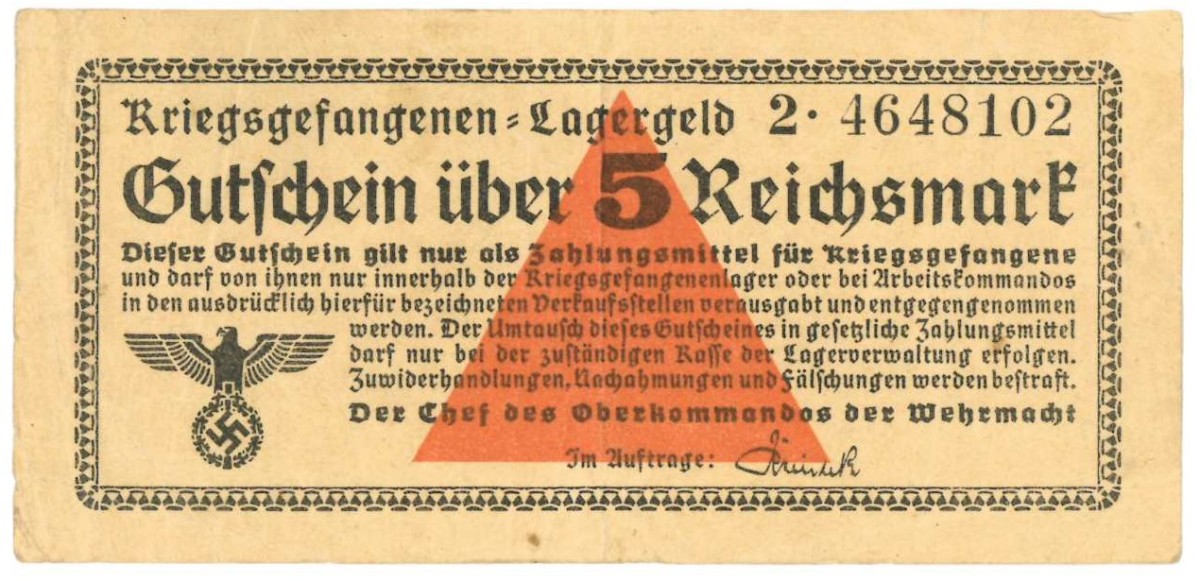 Kriegsgefangenen-Lagergeld 2·4648102
Gutschein über 5 Reichsmark
Dieser Gutschein gilt nur als Zahlungsmittel für Kriegsgefangene
und darf von ihnen nur innerhalb der Kriegsgefangenenlager oder bei Arbeitskommandos
in den ausdrücklich hierfür bezeichneten Verkaufsstellen verausgabt und entgegengenommen
werden. Der Umtausch dieses Gutscheines in gesetzliche Zahlungsmittel
darf nur bei der zuständigen Kasse der Lagerverwaltung erfolgen.
Zuwiderhandlungen, Nachahmungen und Fälschungen werden bestraft.
Der Chef des Oberkommandos der Wehrmacht
Im Auftrage: